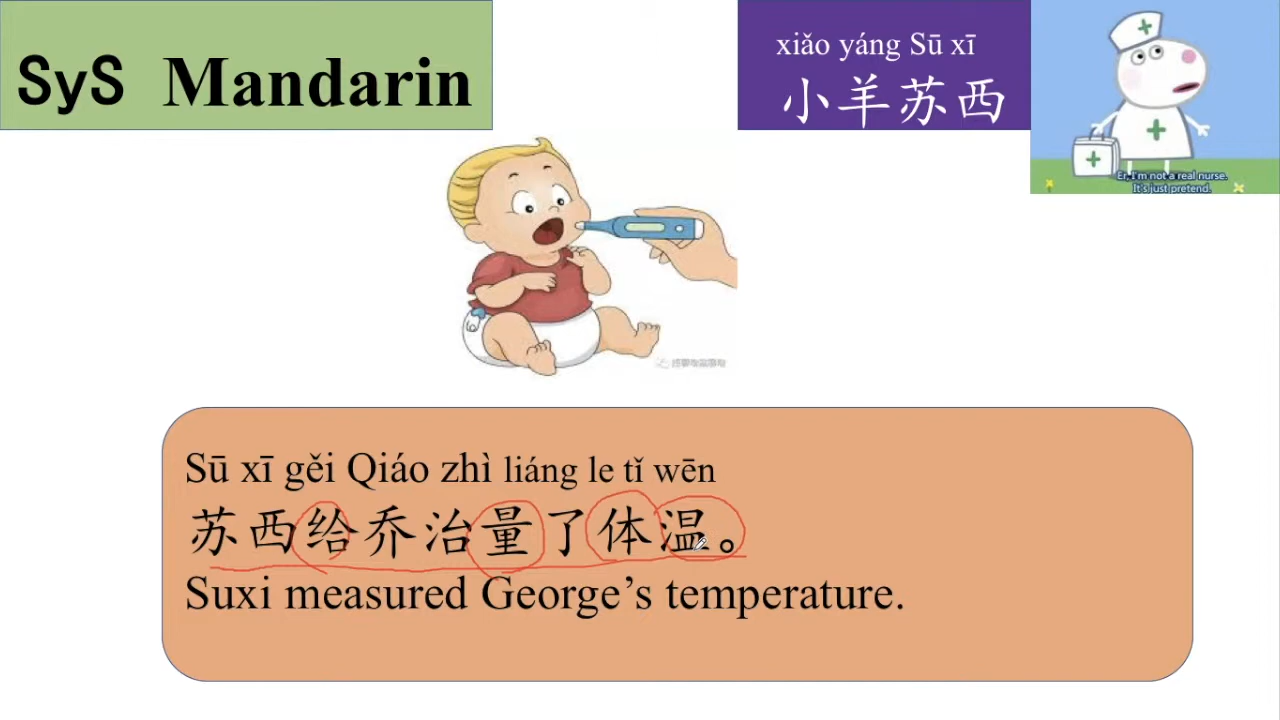 SyS Mandarin
xiǎo yáng Sū xī
小羊苏西
Er, I'm not a real nurse.
It's just pretend.
Sū xī gěi Qiáo zhì liáng le tǐ wēn
苏西给乔治量了体温。
Suxi measured George's temperature.